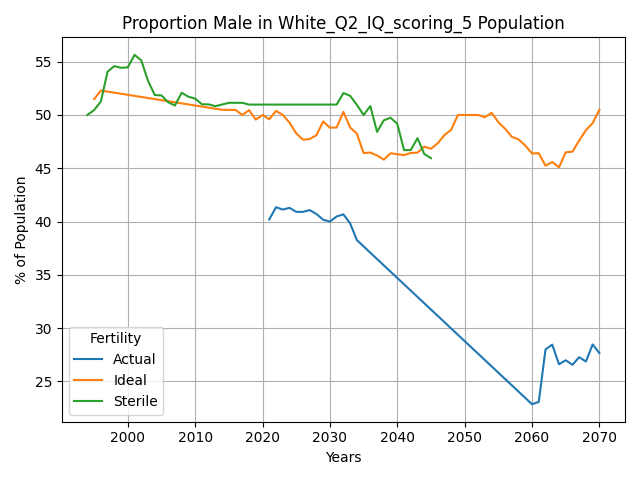 Proportion Male in White_Q2_IQ_scoring_5 Population
% of Population
55
50
45
40
35
30
25
Fertility
Actual
Ideal
Sterile
2000 2010 2020 2030 2040 2050 2060 2070
Years